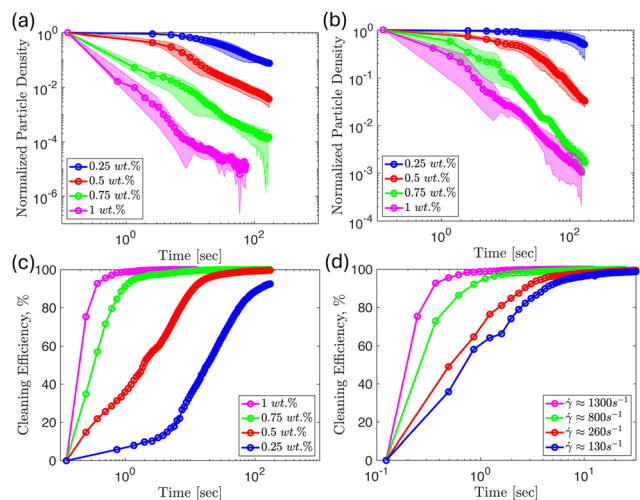 (a)
Normalized Particle Density
10^0
10^-2
10^-4
10^-6
0.25 wt.%
0.5 wt.%
0.75 wt.%
1 wt.%
10^0
10^2
Time [sec]
(b)
Normalized Particle Density
10^0
10^-1
10^-2
10^-3
10^-4
0.25 wt.%
0.5 wt.%
0.75 wt.%
1 wt.%
10^0
10^2
Time [sec]
(c)
Cleaning Efficiency, %
100
80
60
40
20
0
1 wt.%
0.75 wt.%
0.5 wt.%
0.25 wt.%
10^0
10^2
Time [sec]
(d)
Cleaning Efficiency, %
100
80
60
40
20
0
γ̇ ≈ 1300s^-1
γ̇ ≈ 800s^-1
γ̇ ≈ 260s^-1
γ̇ ≈ 130s^-1
10^-1
10^0
10^1
Time [sec]